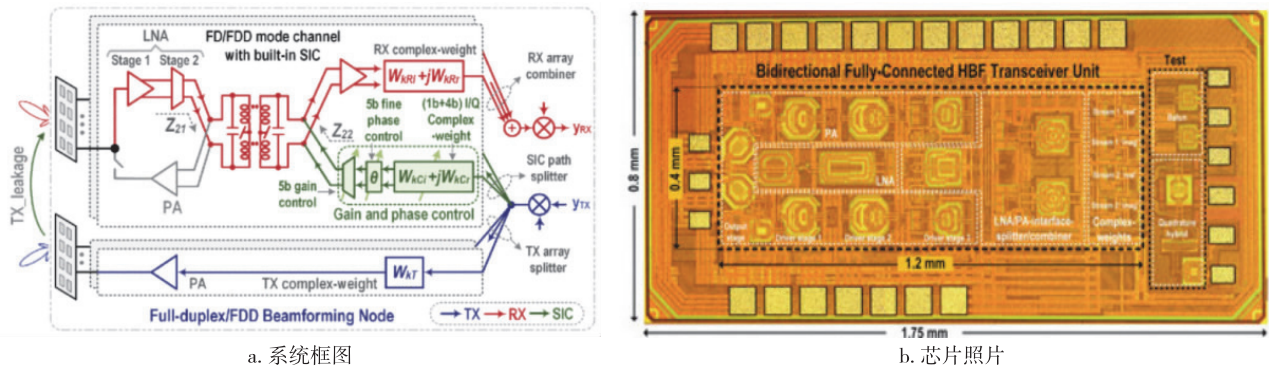 LNA
Stage 1 Stage 2
FD/FDD mode channel
with built-in SIC
RX complex-weight
WkRi+jWkRr
RX array
combiner
yRX
Z21
Z22
5b fine
phase
control
(1b+4b) I/Q
Complex
-weight
θ
WkCi+jWkCr
5b gain
control
Gain and phase control
SIC path
splitter
yTX
TX_leakage
PA
PA
TX complex-weight
WkT
TX array
splitter
Full-duplex/FDD Beamforming Node
TX RX SIC
a. 系统框图
Bidirectional Fully-Connected HBF Transceiver Unit
Test
PA
LNA
Balun
Output
stage
Driver stage 1
Driver stage 2
LNA/PA-interface-
splitter/combiner
Complex-
weights
Quadrature
hybrid
0.8 mm
0.4 mm
1.2 mm
1.75 mm
b. 芯片照片